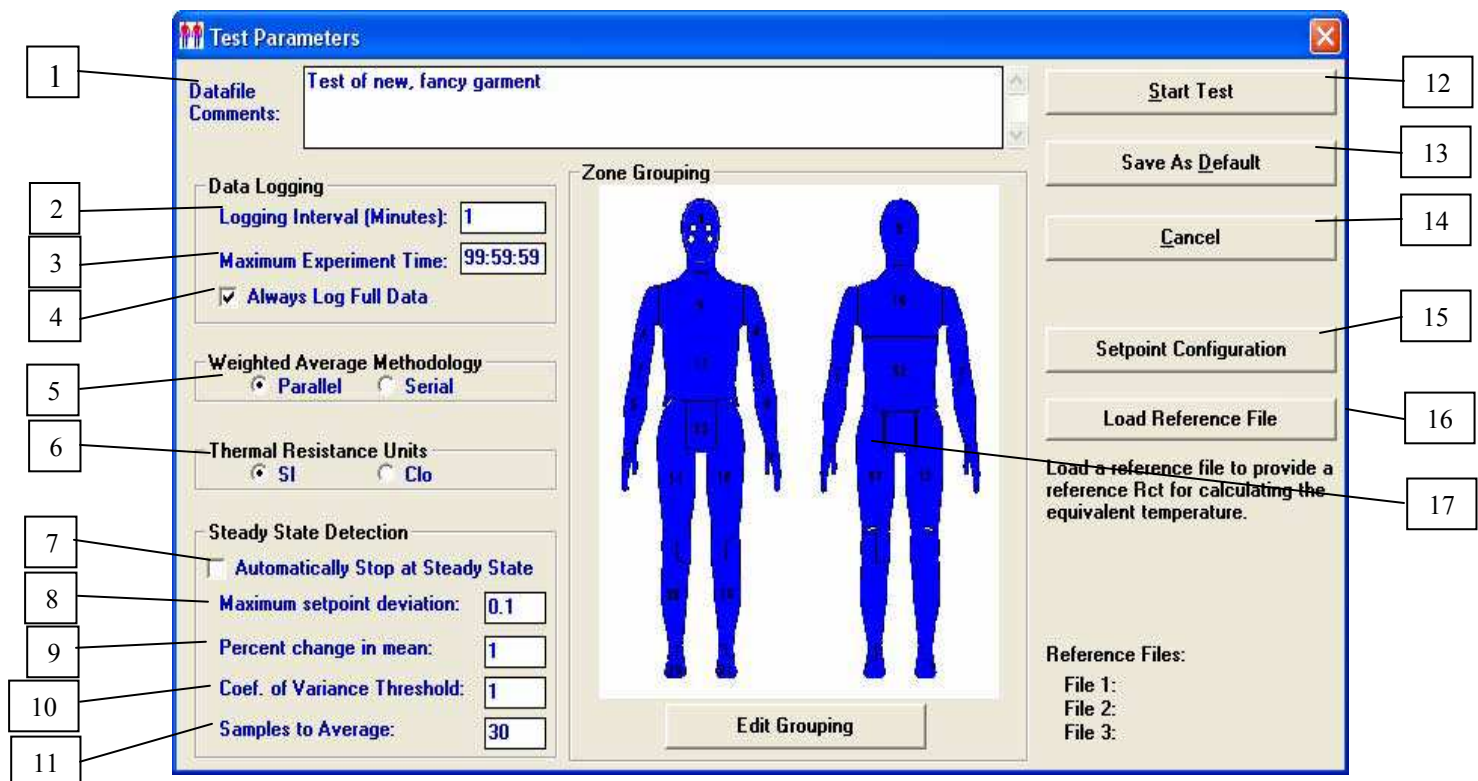 Test Parameters
1
Datafile
Comments:
Test of new, fancy garment
Start Test
12
Save As Default
13
Cancel
14
Data Logging
2
Logging Interval (Minutes): 1
3
Maximum Experiment Time: 99:59:59
4
Always Log Full Data
Weighted Average Methodology
5
Parallel Serial
6
Thermal Resistance Units
SI Clo
Steady State Detection
7
Automatically Stop at Steady State
8
Maximum setpoint deviation: 0.1
9
Percent change in mean: 1
10
Coef. of Variance Threshold: 1
11
Samples to Average: 30
Zone Grouping
Edit Grouping
Setpoint Configuration
15
Load Reference File
16
Load a reference file to provide a
reference Rct for calculating the
equivalent temperature.
17
Reference Files:
File 1:
File 2:
File 3: